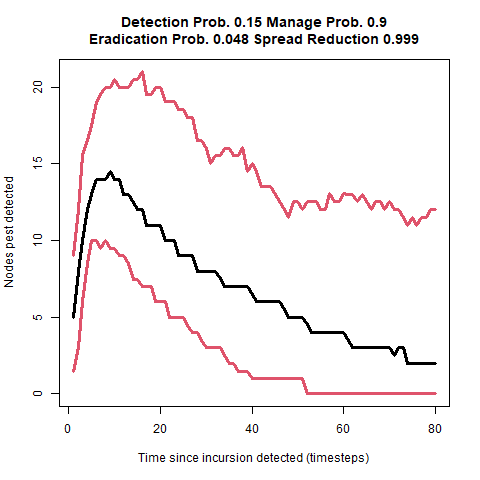 Detection Prob. 0.15 Manage Prob. 0.9
Eradication Prob. 0.048 Spread Reduction 0.999
Nodes pest detected
20
15
10
5
0
0
20
40
60
80
Time since incursion detected (timesteps)